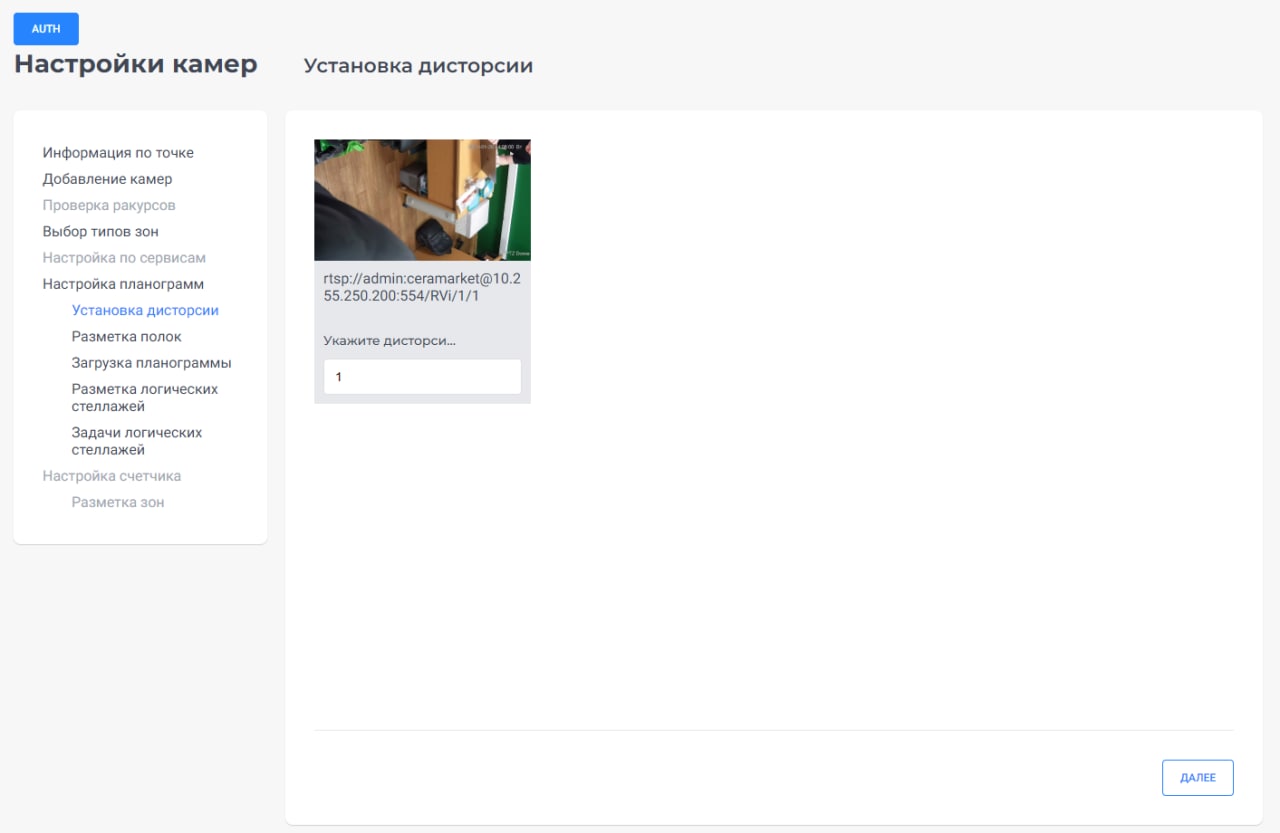 AUTH
Настройки камер
Установка дисторсии
Информация по точке
Добавление камер
Проверка ракурсов
Выбор типов зон
Настройка по сервисам
Настройка планограмм
Установка дисторсии
Разметка полок
Загрузка планограммы
Разметка логических
стеллажей
Задачи логических
стеллажей
Настройка счетчика
Разметка зон
rtsp://admin:ceramarket@10.2
55.250.200:554/RVi/1/1
Укажите дисторси...
1
ДАЛЕЕ